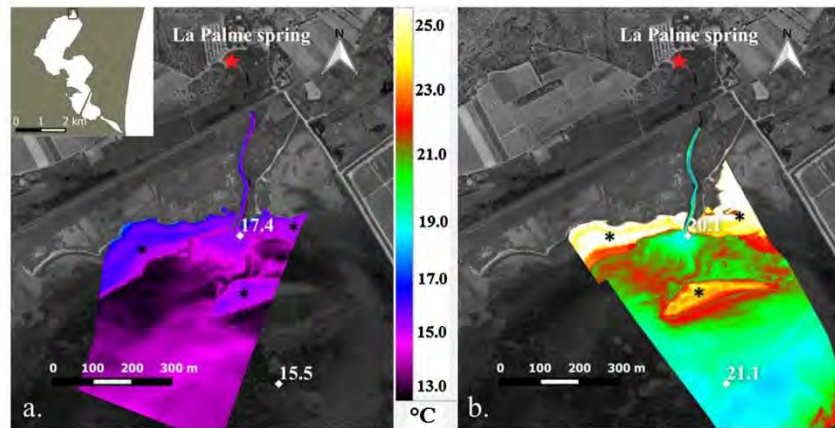 La Palme spring
N
0 1 2 km
17.4
*
*
*
0 100 200 300 m
15.5
a.
25.0
23.0
21.0
19.0
17.0
15.0
13.0
°C
La Palme spring
N
20.1
*
*
*
0 100 200 300 m
21.1
b.